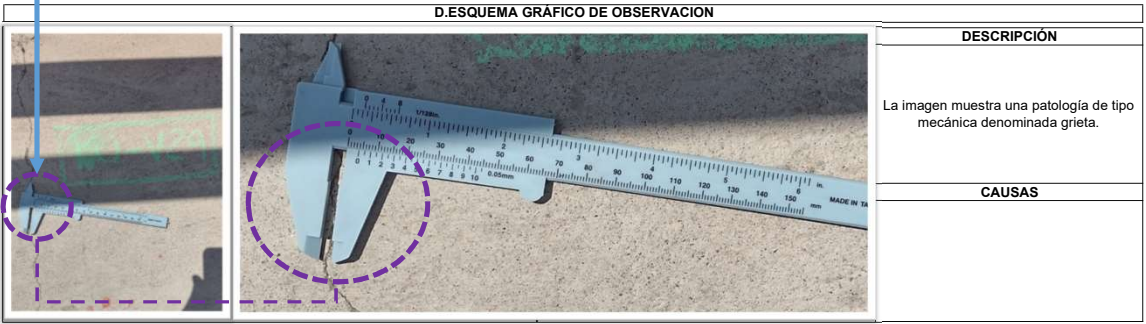 D.ESQUEMA GRÁFICO DE OBSERVACION
DESCRIPCIÓN
La imagen muestra una patología de tipo
mecánica denominada grieta.
CAUSAS
0 4 8
1/128in.
0 1 2 3 4 5 6 in.
0 10 20 30 40 50 60 70 80 90 100 110 120 130 140 150 mm
0 1 2 3 4 5 6 7 8 9 10 0.05mm
MADE IN TA